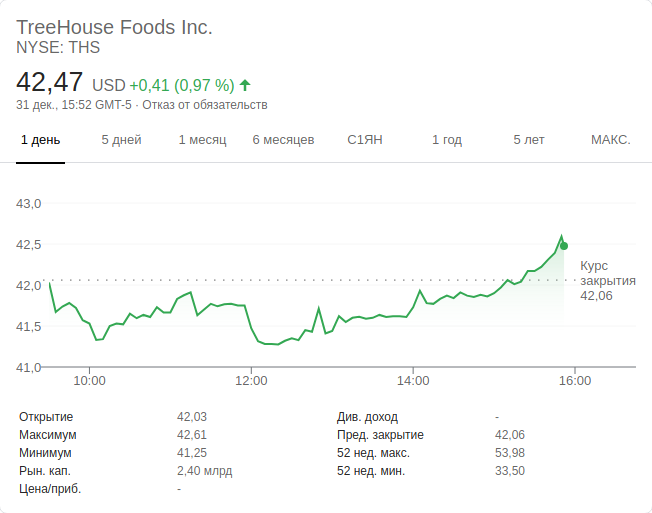 TreeHouse Foods Inc.
NYSE: THS
42,47 USD +0,41 (0,97 %)
31 дек., 15:52 GMT-5 · Отказ от обязательств
1 день 5 дней 1 месяц 6 месяцев С1ЯН 1 год 5 лет МАКС.
43,0
42,5
42,0
41,5
41,0
Курс
закрытия
42,06
10:00 12:00 14:00 16:00
Открытие 42,03 Див. доход -
Максимум 42,61 Пред. закрытие 42,06
Минимум 41,25 52 нед. макс. 53,98
Рын. кап. 2,40 млрд 52 нед. мин. 33,50
Цена/приб. -